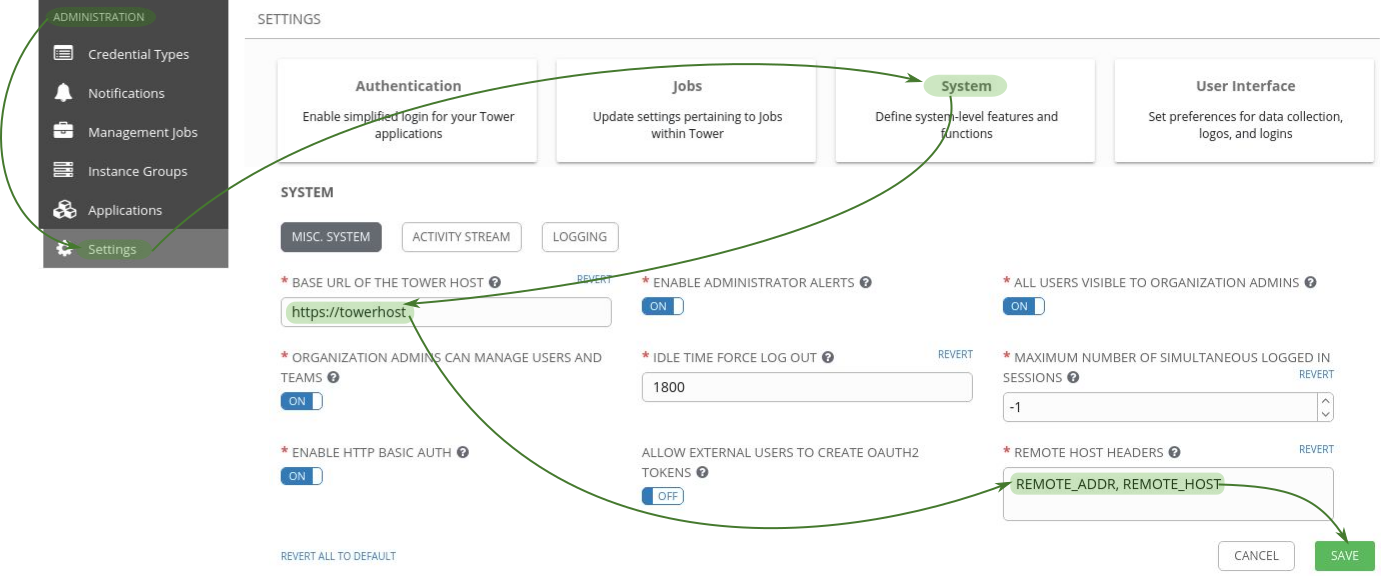 ADMINISTRATION
Credential Types
Notifications
Management Jobs
Instance Groups
Applications
Settings
SETTINGS
Authentication
Enable simplified login for your Tower
applications
Jobs
Update settings pertaining to Jobs
within Tower
System
Define system-level features and
functions
User Interface
Set preferences for data collection,
logos, and logins
SYSTEM
MISC. SYSTEM
ACTIVITY STREAM
LOGGING
* BASE URL OF THE TOWER HOST ?
REVERT
https://towerhost
* ENABLE ADMINISTRATOR ALERTS ?
ON
* ALL USERS VISIBLE TO ORGANIZATION ADMINS ?
ON
* ORGANIZATION ADMINS CAN MANAGE USERS AND
TEAMS ?
ON
* IDLE TIME FORCE LOG OUT ?
REVERT
1800
* MAXIMUM NUMBER OF SIMULTANEOUS LOGGED IN
SESSIONS ?
REVERT
-1
* ENABLE HTTP BASIC AUTH ?
ON
ALLOW EXTERNAL USERS TO CREATE OAUTH2
TOKENS ?
OFF
* REMOTE HOST HEADERS ?
REVERT
REMOTE_ADDR, REMOTE_HOST
REVERT ALL TO DEFAULT
CANCEL
SAVE